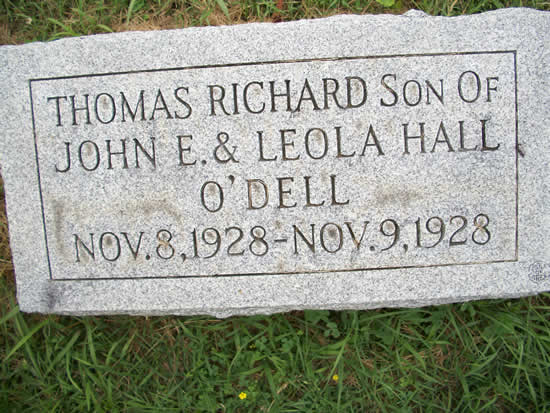 THOMAS RICHARD SON OF
JOHN E. & LEOLA HALL
O'DELL
NOV. 8, 1928 - NOV. 9, 1928